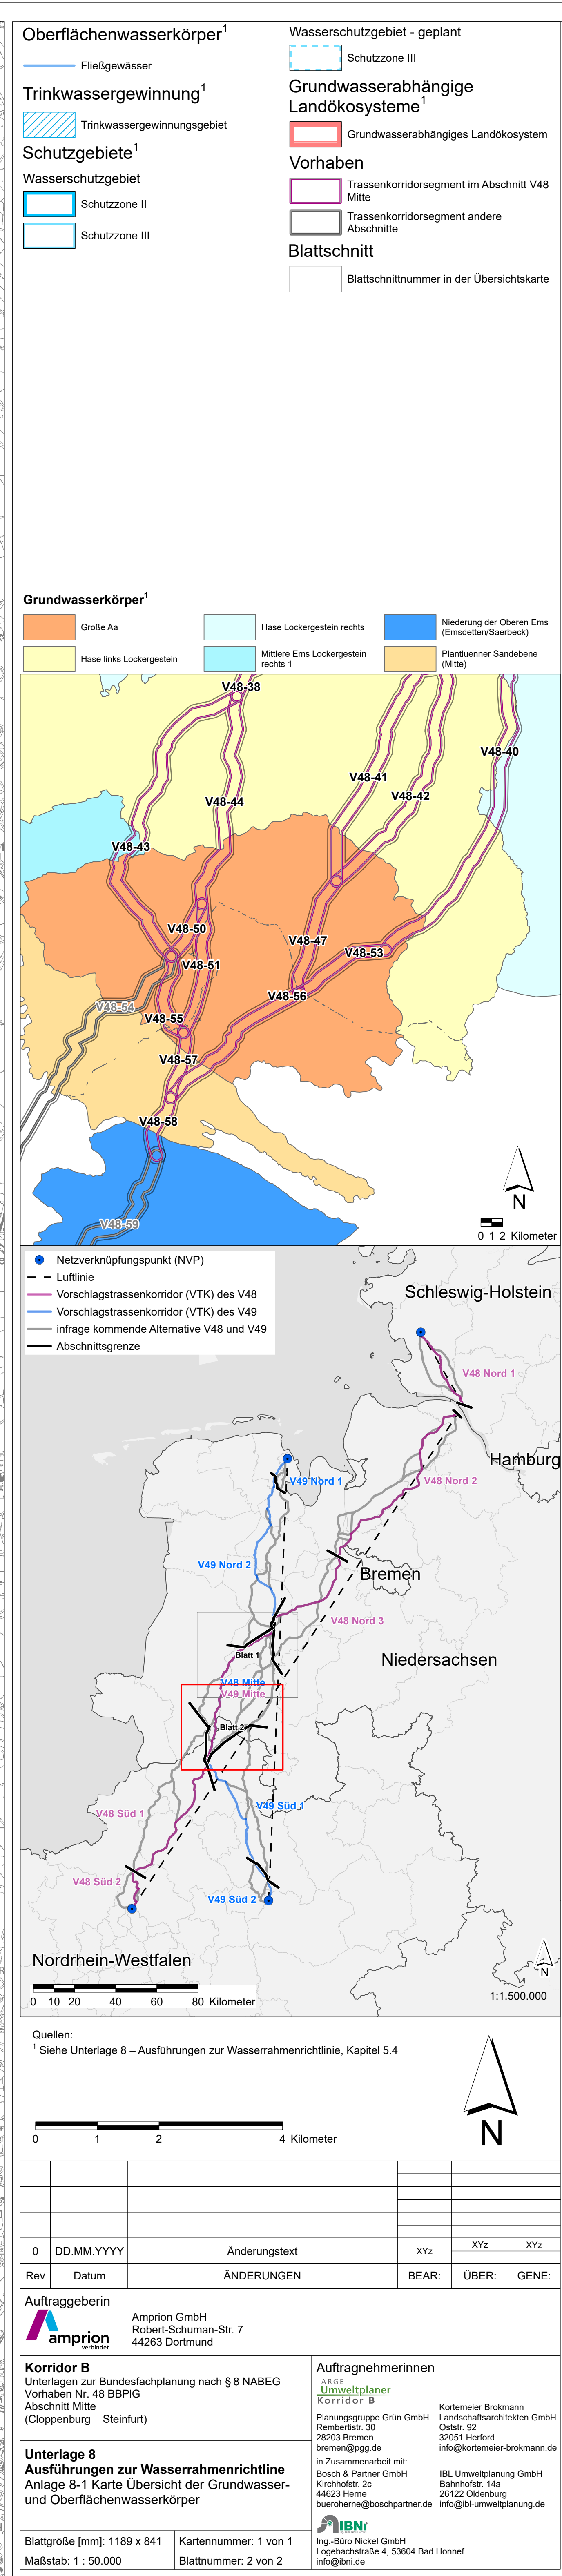 Oberflächenwasserkörper1
Fließgewässer
Trinkwassergewinnung1
Trinkwassergewinnungsgebiet
Schutzgebiete1
Wasserschutzgebiet
Schutzzone II
Schutzzone III
Wasserschutzgebiet - geplant
Schutzzone III
Grundwasserabhängige
Landökosysteme1
Grundwasserabhängiges Landökosystem
Vorhaben
Trassenkorridorsegment im Abschnitt V48
Mitte
Trassenkorridorsegment andere
Abschnitte
Blattschnitt
Blattschnittnummer in der Übersichtskarte
Grundwasserkörper1
Große Aa
Hase links Lockergestein
Hase Lockergestein rechts
Mittlere Ems Lockergestein
rechts 1
Niederung der Oberen Ems
(Emsdetten/Saerbeck)
Plantluenner Sandebene
(Mitte)
V48-38
V48-40
V48-41
V48-42
V48-44
V48-43
V48-50
V48-47
V48-53
V48-51
V48-56
V48-54
V48-55
V48-57
V48-58
V48-59
N
0 1 2 Kilometer
Netzverknüpfungspunkt (NVP)
Luftlinie
Vorschlagstrassenkorridor (VTK) des V48
Vorschlagstrassenkorridor (VTK) des V49
infrage kommende Alternative V48 und V49
Abschnittsgrenze
Schleswig-Holstein
V48 Nord 1
Hamburg
V49 Nord 1
V48 Nord 2
V49 Nord 2
Bremen
V48 Nord 3
Blatt 1
Niedersachsen
V48 Mitte
V49 Mitte
Blatt 2
V49 Süd 1
V48 Süd 1
V48 Süd 2
V49 Süd 2
Nordrhein-Westfalen
N
0 10 20 40 60 80 Kilometer
1:1.500.000
Quellen:
1 Siehe Unterlage 8 – Ausführungen zur Wasserrahmenrichtlinie, Kapitel 5.4
0 1 2 4 Kilometer
N
0 DD.MM.YYYY Änderungstext XYz XYz XYz
Rev Datum ÄNDERUNGEN BEAR: ÜBER: GENE:
Auftraggeberin
amprion
verbindet
Amprion GmbH
Robert-Schuman-Str. 7
44263 Dortmund
Korridor B
Unterlagen zur Bundesfachplanung nach § 8 NABEG
Vorhaben Nr. 48 BBPlG
Abschnitt Mitte
(Cloppenburg – Steinfurt)
Unterlage 8
Ausführungen zur Wasserrahmenrichtline
Anlage 8-1 Karte Übersicht der Grundwasser-
und Oberflächenwasserkörper
Blattgröße [mm]: 1189 x 841
Kartennummer: 1 von 1
Maßstab: 1 : 50.000
Blattnummer: 2 von 2
Auftragnehmerinnen
ARGE
Umweltplaner
Korridor B
Planungsgruppe Grün GmbH
Rembertistr. 30
28203 Bremen
bremen@pgg.de
Kortemeier Brokmann
Landschaftsarchitekten GmbH
Oststr. 92
32051 Herford
info@kortemeier-brokmann.de
in Zusammenarbeit mit:
Bosch & Partner GmbH
Kirchhofstr. 2c
44623 Herne
bueroherne@boschpartner.de
IBL Umweltplanung GmbH
Bahnhofstr. 14a
26122 Oldenburg
info@ibl-umweltplanung.de
IBNi
Ing.-Büro Nickel GmbH
Logebachstraße 4, 53604 Bad Honnef
info@ibni.de